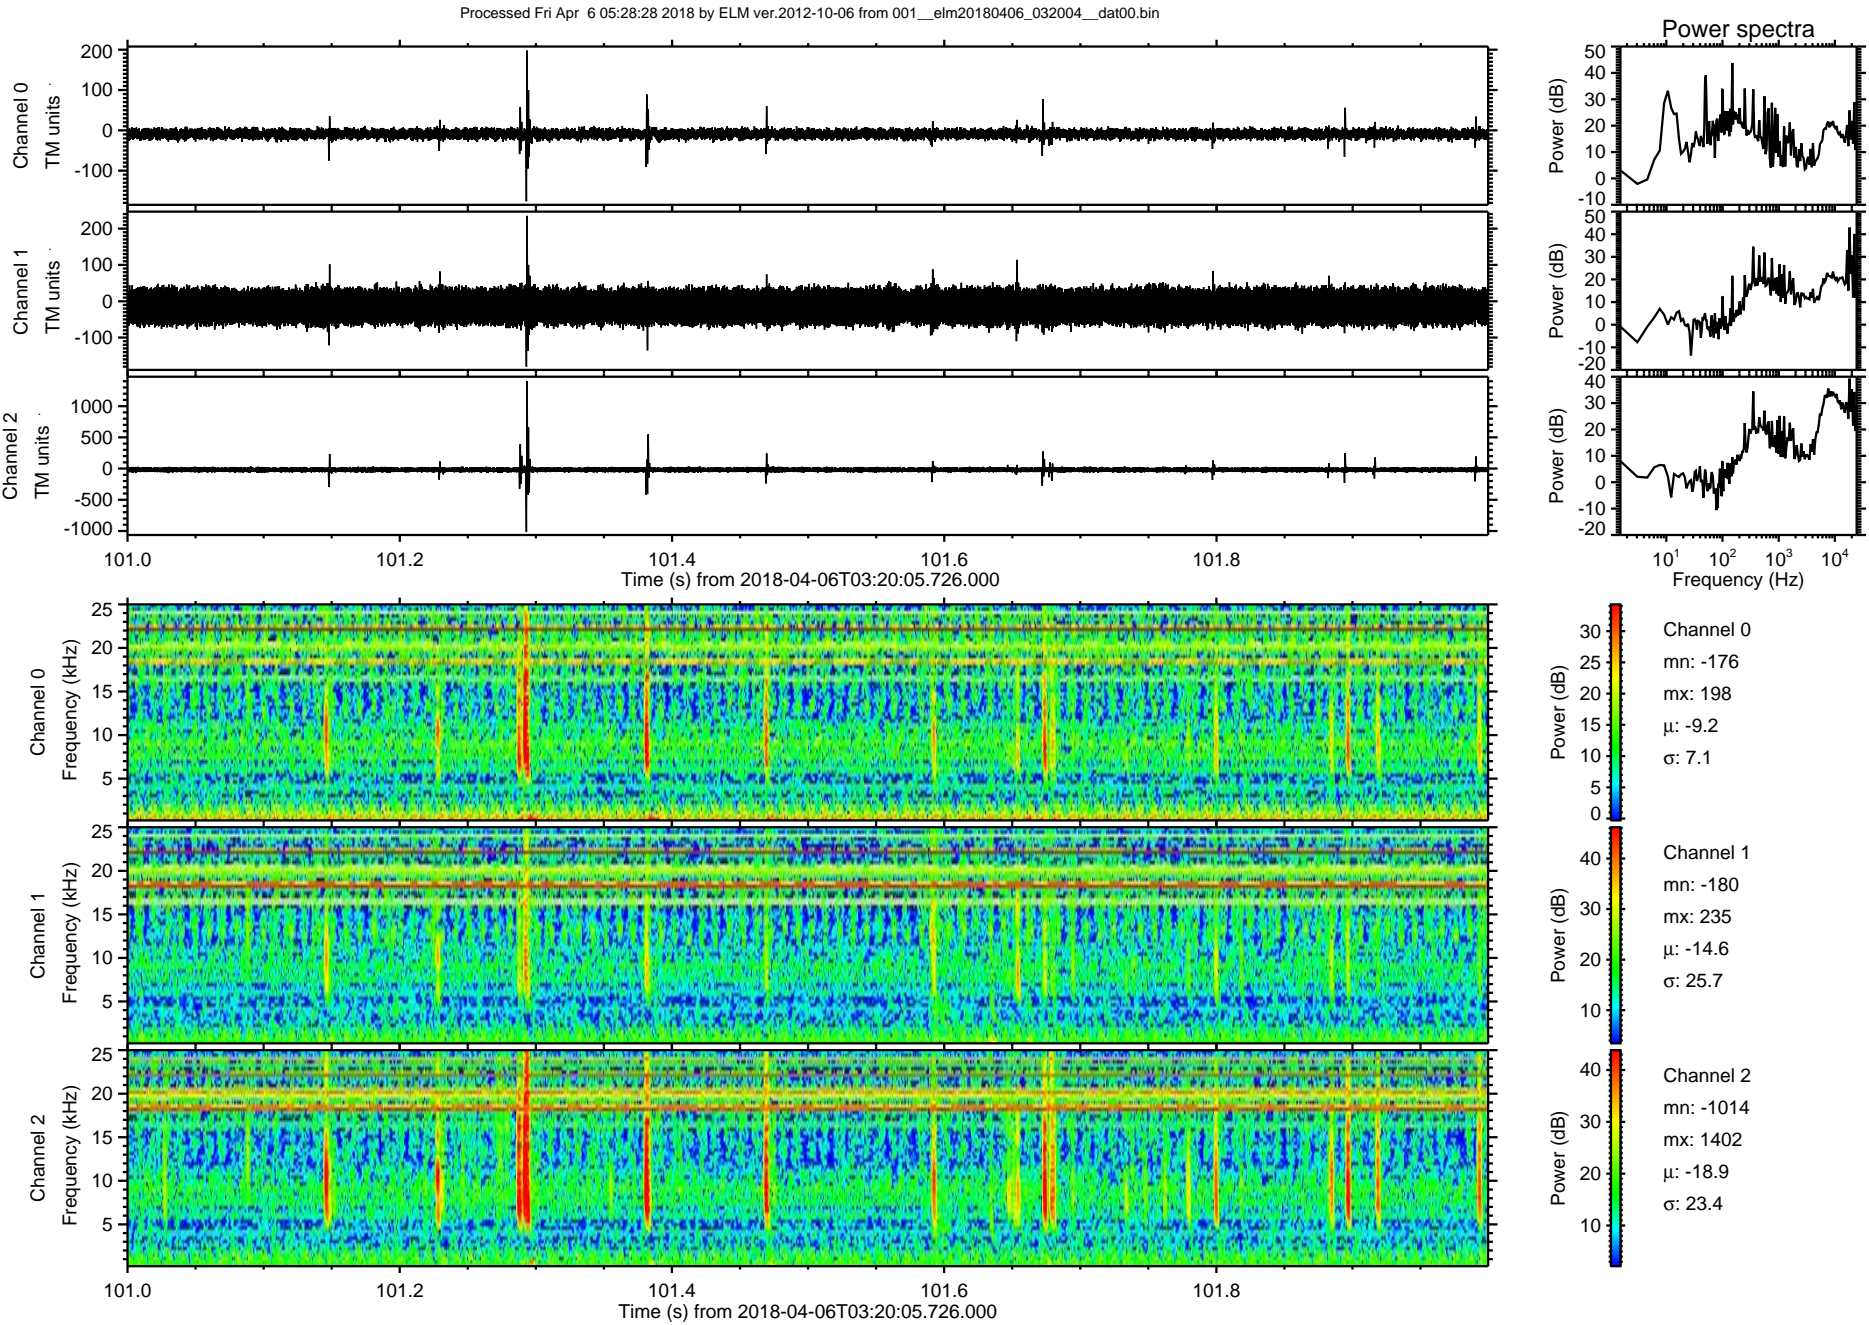 Processed Fri Apr  6 05:28:28 2018 by ELM ver.2012-10-06 from 001__elm20180406_032004__dat00.bin
Power spectra
Channel 0
TM units
200
100
0
-100
Power (dB)
50
40
30
20
10
0
-10
Channel 1
TM units
200
100
0
-100
Power (dB)
50
40
30
20
10
0
-10
-20
Channel 2
TM units
1000
500
0
-500
-1000
Power (dB)
40
30
20
10
0
-10
-20
101.0 101.2 101.4 101.6 101.8
Time (s) from 2018-04-06T03:20:05.726.000
10^1 10^2 10^3 10^4
Frequency (Hz)
Channel 0
Frequency (kHz)
25
20
15
10
5
Power (dB)
30
25
20
15
10
5
0
Channel 0
mn: -176
mx: 198
μ: -9.2
σ: 7.1
Channel 1
Frequency (kHz)
25
20
15
10
5
Power (dB)
40
30
20
10
Channel 1
mn: -180
mx: 235
μ: -14.6
σ: 25.7
Channel 2
Frequency (kHz)
25
20
15
10
5
Power (dB)
40
30
20
10
Channel 2
mn: -1014
mx: 1402
μ: -18.9
σ: 23.4
101.0 101.2 101.4 101.6 101.8
Time (s) from 2018-04-06T03:20:05.726.000